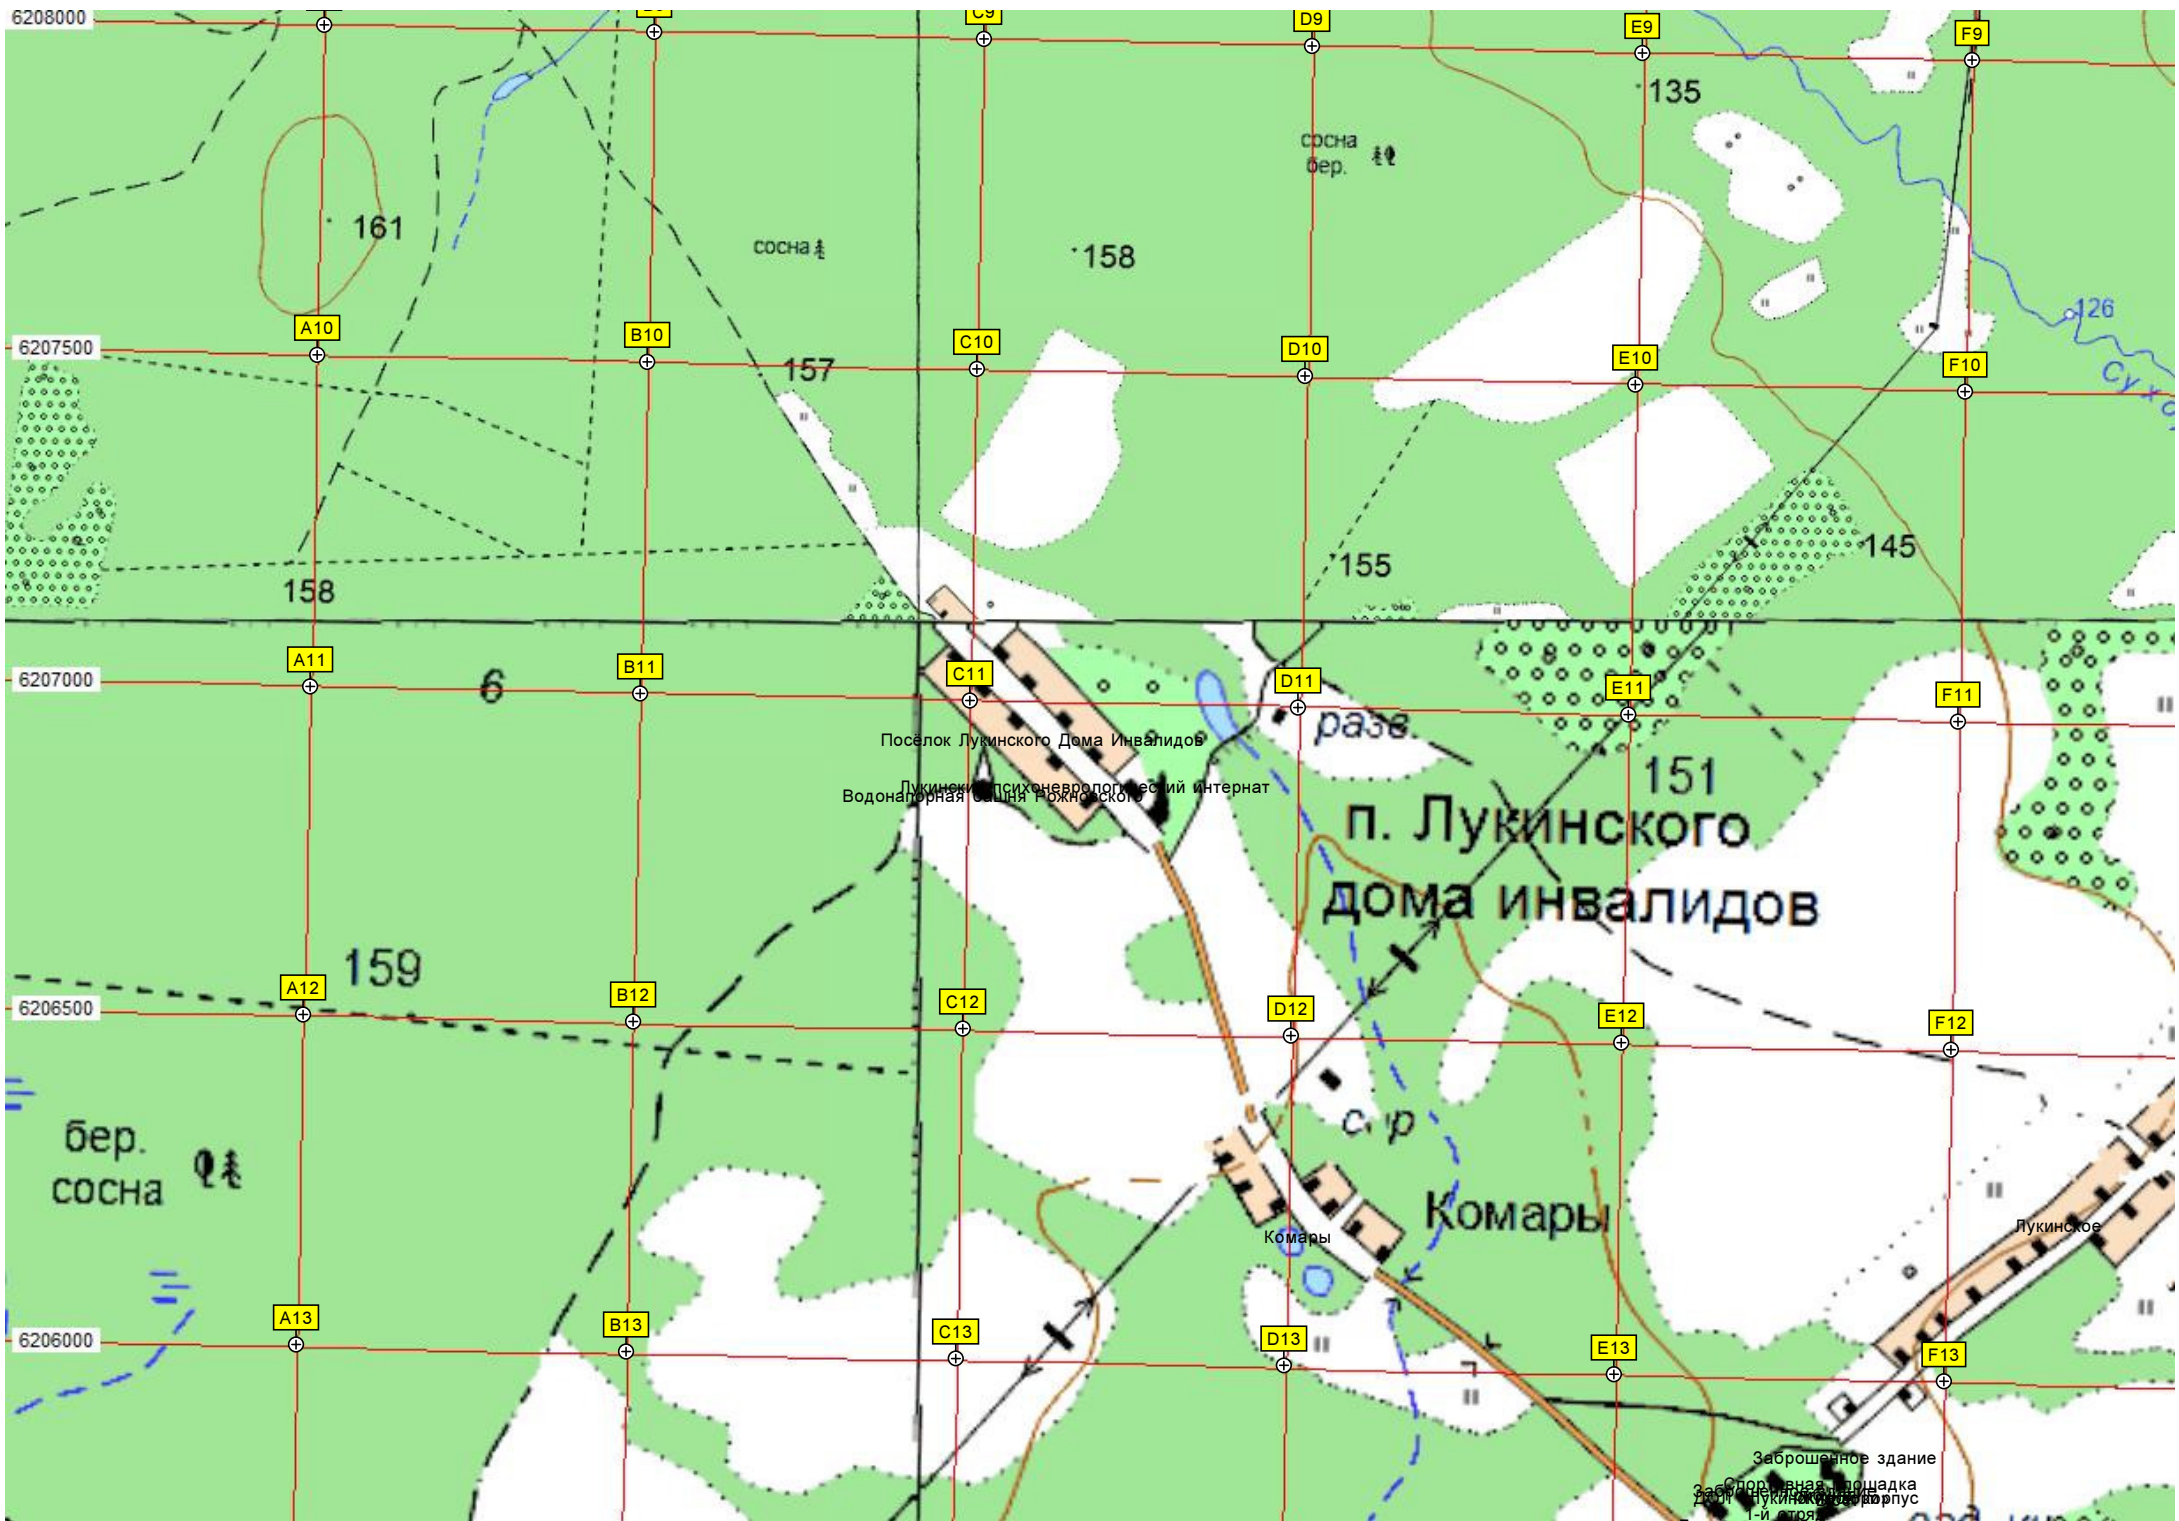 6208000
C9
D9
E9
F9
135
сосна
бер.
161
сосна
158
126
A10
6207500
B10
C10
D10
E10
F10
157
Сухо
155
145
158
A11
6207000
B11
C11
D11
E11
F11
6
разв
Посёлок Лукинского Дома Инвалидов
151
Лукинский психоневрологический интернат
Водонапорная башня Рожновского
п. Лукинского
дома инвалидов
159
A12
6206500
B12
C12
D12
E12
F12
бер.
сосна
Комары
Комары
Лукинское
A13
6206000
B13
C13
D13
E13
F13
Заброшенное здание
Спортивная площадка
1-й отряд